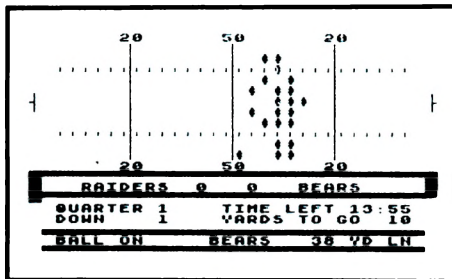 20 50 20
20 50 20
RAIDERS 0 0 BEARS
QUARTER 1 TIME LEFT 13:55
DOWN 1 YARDS TO GO 10
BALL ON BEARS 38 YD LN